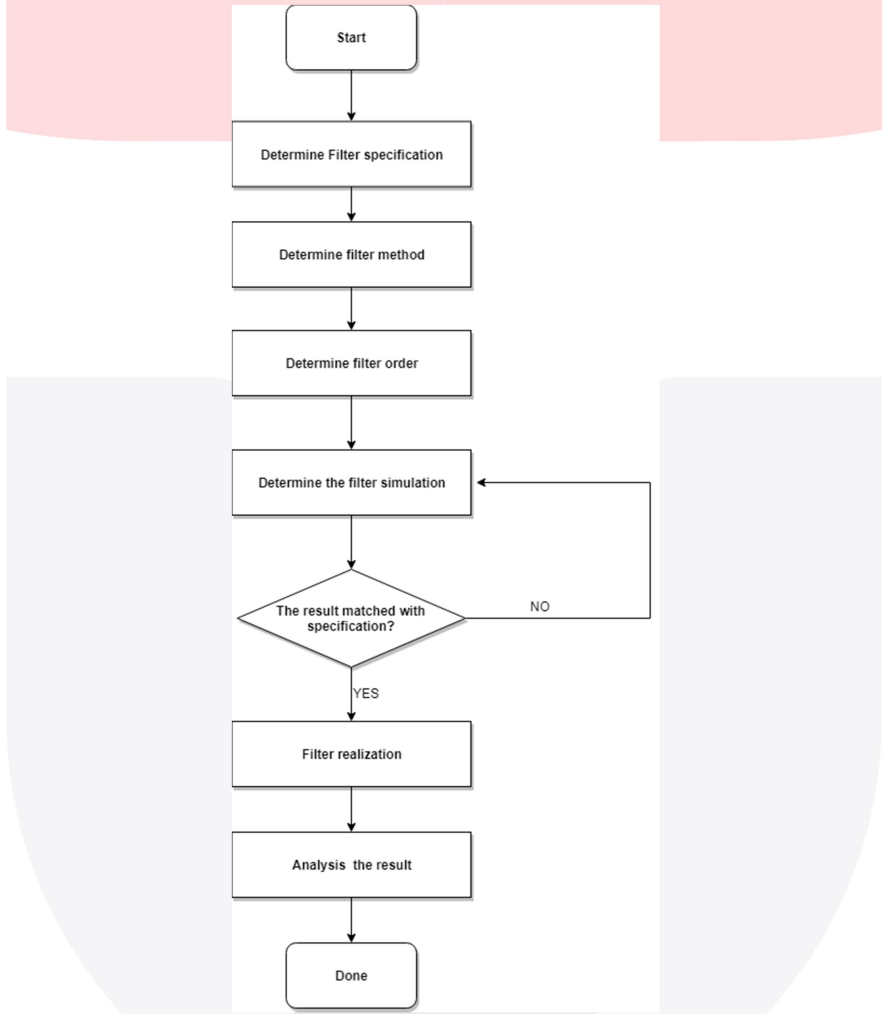 Start
Determine Filter specification
Determine filter method
Determine filter order
Determine the filter simulation
The result matched with
specification?
NO
YES
Filter realization
Analysis  the result
Done